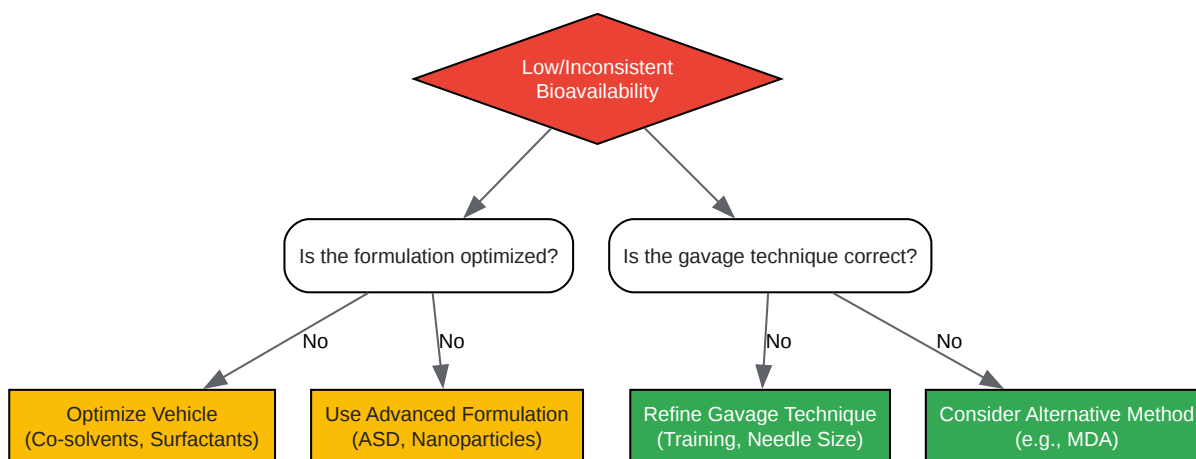 Low/Inconsistent
Bioavailability
Is the formulation optimized?
Is the gavage technique correct?
No
No
No
No
Optimize Vehicle
(Co-solvents, Surfactants)
Use Advanced Formulation
(ASD, Nanoparticles)
Refine Gavage Technique
(Training, Needle Size)
Consider Alternative Method
(e.g., MDA)